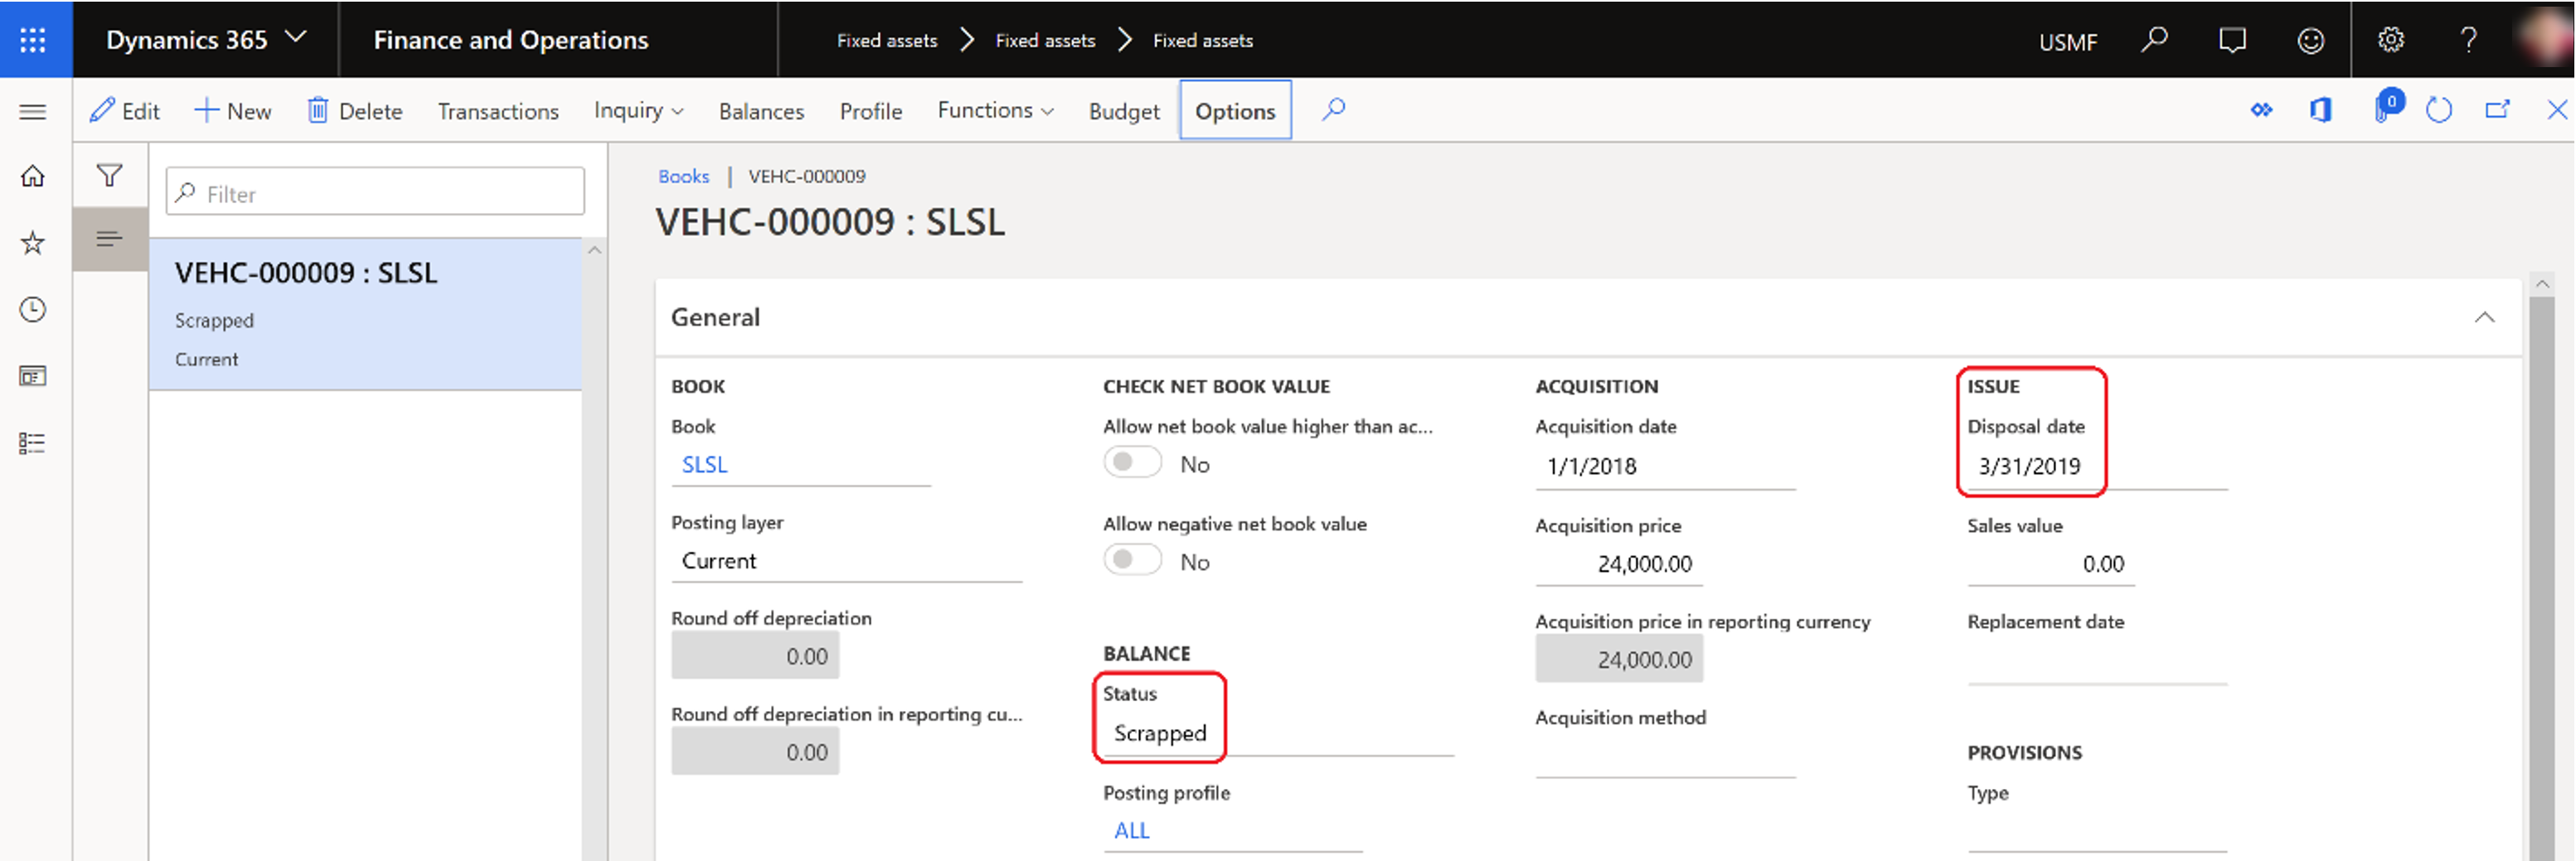 Dynamics 365
Finance and Operations
Fixed assets > Fixed assets > Fixed assets
USMF
?
Edit
New
Delete
Transactions
Inquiry
Balances
Profile
Functions
Budget
Options
0
Filter
VEHC-000009 : SLSL
Scrapped
Current
Books | VEHC-000009
VEHC-000009 : SLSL
General
BOOK
Book
SLSL
Posting layer
Current
Round off depreciation
0.00
Round off depreciation in reporting cu...
0.00
CHECK NET BOOK VALUE
Allow net book value higher than ac...
No
Allow negative net book value
No
BALANCE
Status
Scrapped
Posting profile
ALL
ACQUISITION
Acquisition date
1/1/2018
Acquisition price
24,000.00
Acquisition price in reporting currency
24,000.00
Acquisition method
ISSUE
Disposal date
3/31/2019
Sales value
0.00
Replacement date
PROVISIONS
Type